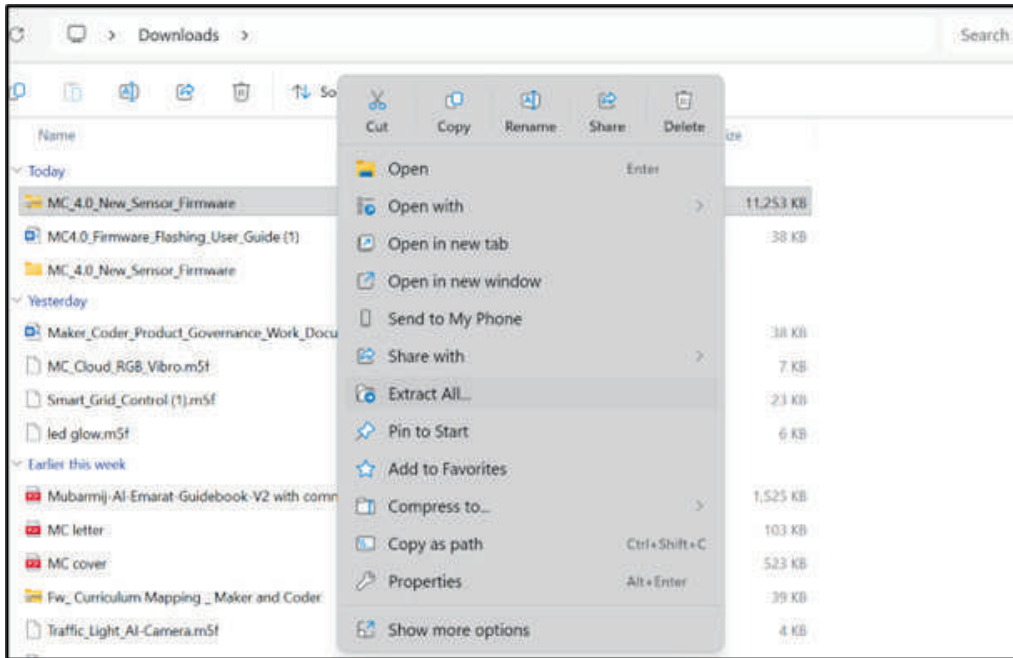 Downloads
Search
So
Cut Copy Rename Share Delete
Name
Today
MC_4.0_New_Sensor_Firmware 11,253 KB
MC4.0_Firmware_Flashing_User_Guide (1) 38 KB
MC_4.0_New_Sensor_Firmware
Yesterday
Maker_Coder_Product_Governance_Work_Docu 38 KB
MC_Cloud_RGB_Vibro.m5f 7 KB
Smart_Grid_Control (1).m5f 23 KB
led glow.m5f 6 KB
Earlier this week
Mubarmij-Al-Emarat-Guidebook-V2 with comn 1,525 KB
MC letter 103 KB
MC cover 523 KB
Fw_ Curriculum Mapping _ Maker and Coder 39 KB
Traffic_Light_AI-Camera.m5f 4 KB
Open Enter
Open with
Open in new tab
Open in new window
Send to My Phone
Share with
Extract All...
Pin to Start
Add to Favorites
Compress to...
Copy as path Ctrl+Shift+C
Properties Alt+Enter
Show more options